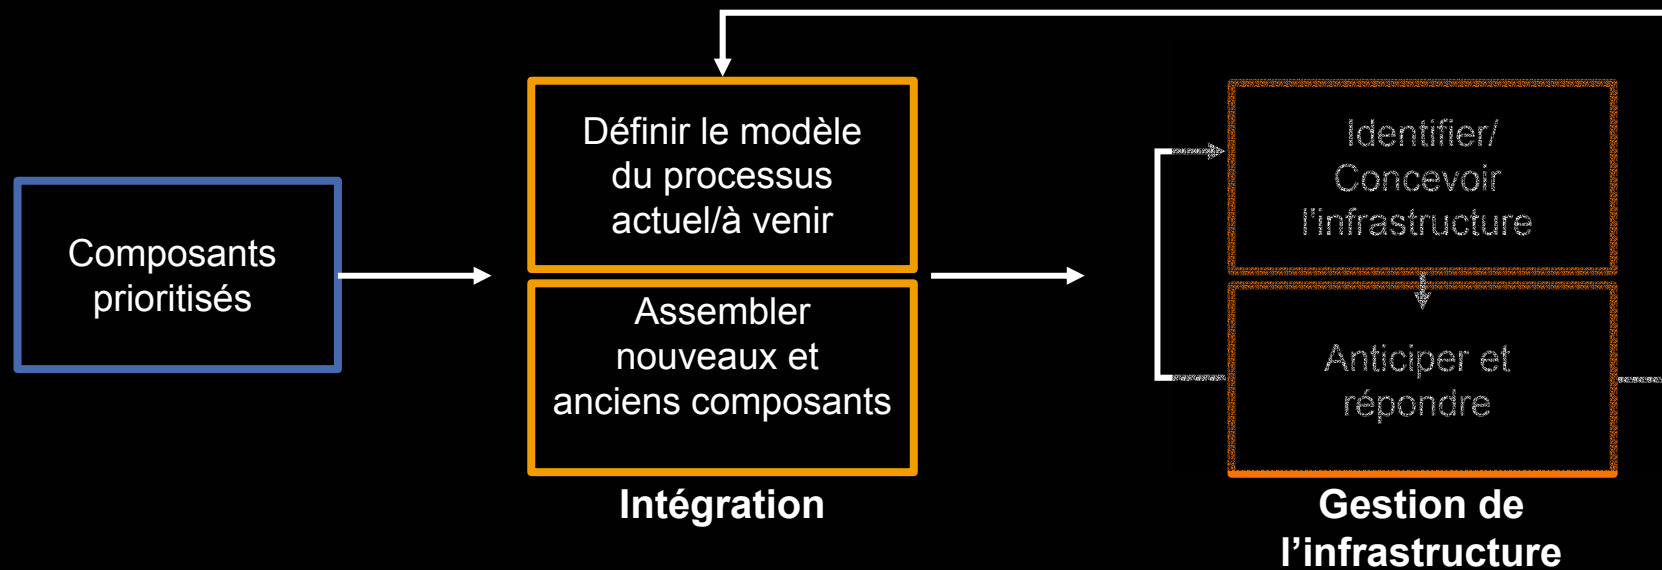 Composants
prioritisés
Définir le modèle
du processus
actuel/à venir
Assembler
nouveaux et
anciens composants
Intégration
Identifier/
Concevoir
l'infrastructure
Anticiper et
répondre
Gestion de
l’infrastructure